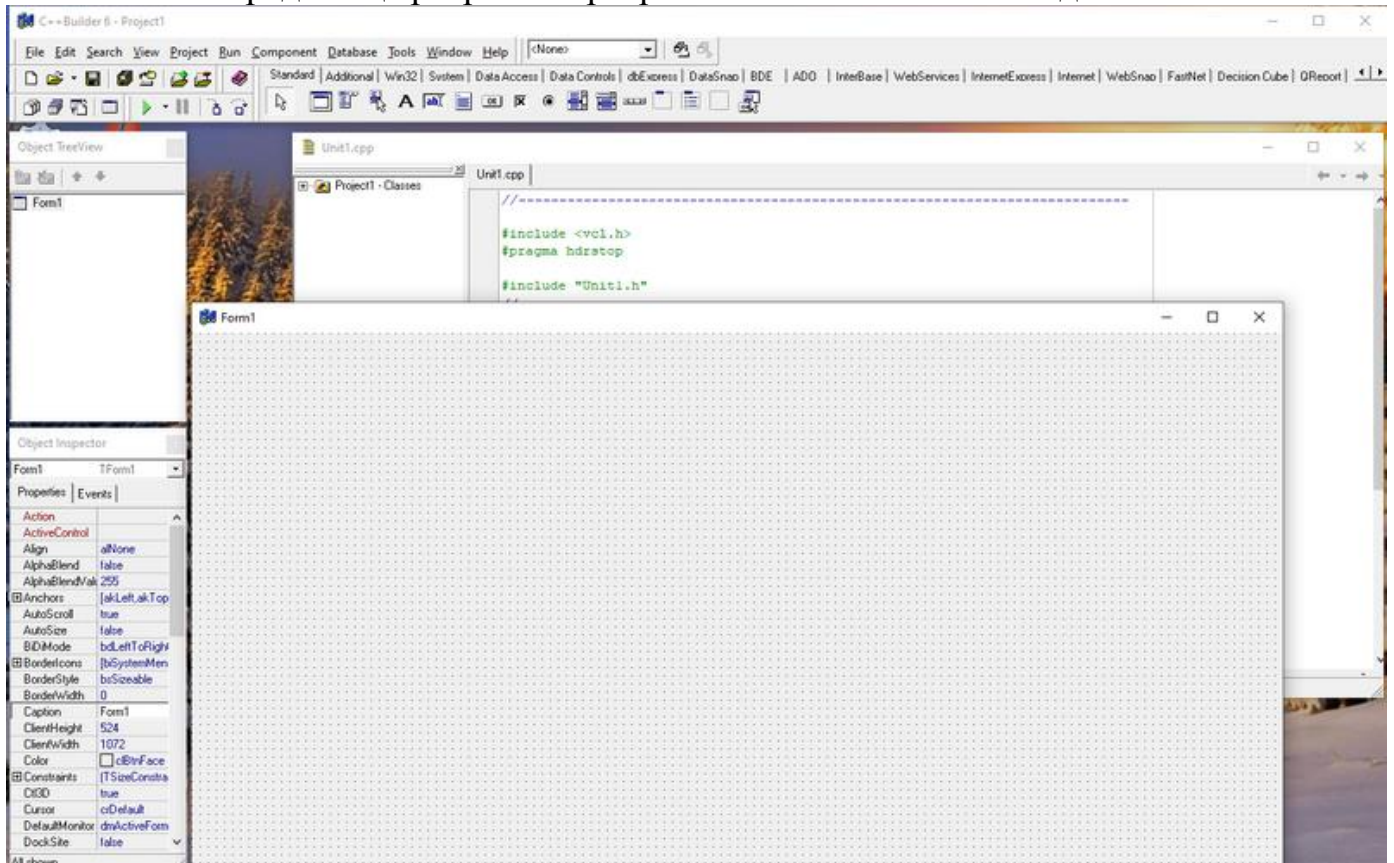 C++Builder 6 - Project1
File Edit Search View Project Run Component Database Tools Window Help <None>
Standard Additional Win32 System Data Access Data Controls dbExpress DataSnap BDE ADO InterBase WebServices InternetExpress Internet WebSnap FastNet Decision Cube QReport
Object TreeView
Form1
Unit1.cpp
Project1 - Classes
Unit1.cpp
//---------------------------------------------------------------------------
#include <vcl.h>
#pragma hdrstop
#include "Unit1.h"
Form1
Object Inspector
Form1 TForm1
Properties Events
Action
ActiveControl
Align alNone
AlphaBlend false
AlphaBlendVal 255
Anchors [akLeft,akTop
AutoScroll true
AutoSize false
BiDiMode bdLeftToRigh
BorderIcons [biSystemMen
BorderStyle bsSizeable
BorderWidth 0
Caption Form1
ClientHeight 524
ClientWidth 1072
Color clBtnFace
Constraints (TSizeConstra
Ctl3D true
Cursor crDefault
DefaultMonitor dmActiveForm
DockSite false
All shown